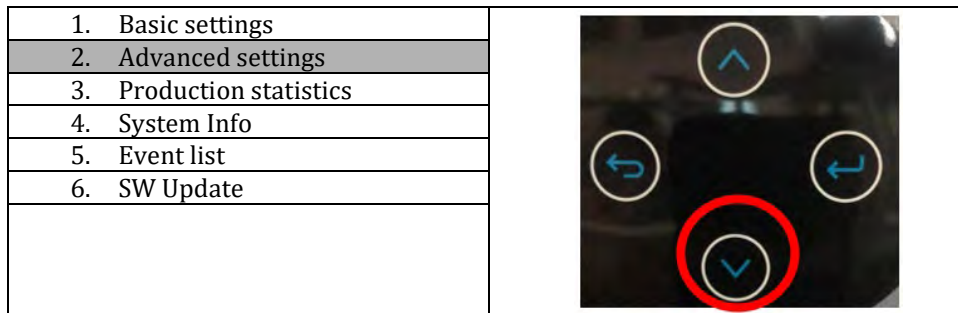 1. Basic settings
2. Advanced settings
3. Production statistics
4. System Info
5. Event list
6. SW Update